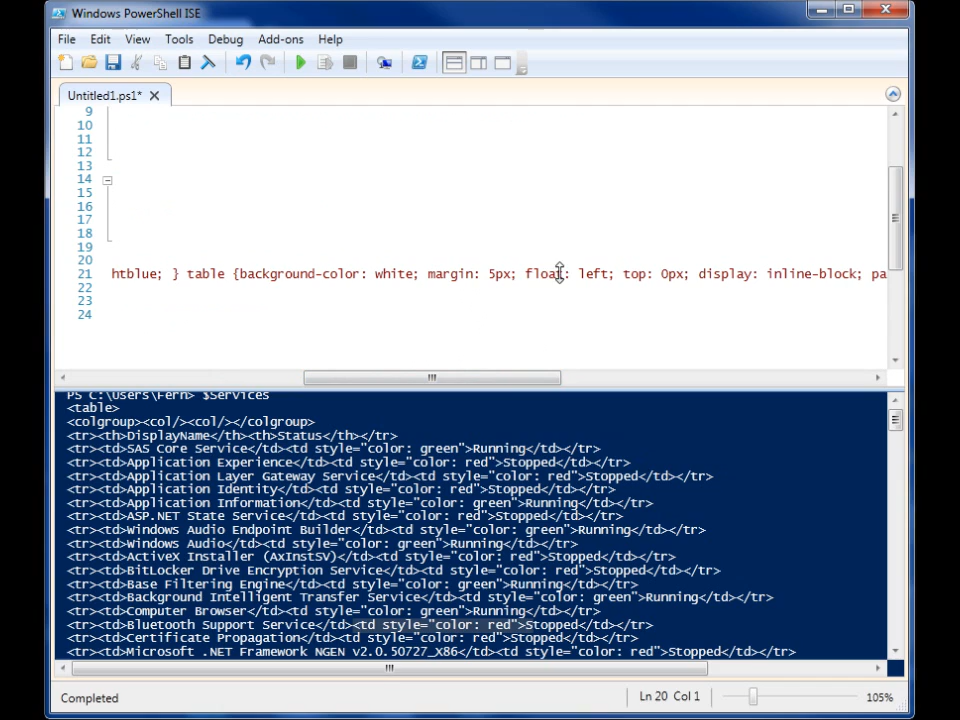 Windows PowerShell ISE
File Edit View Tools Debug Add-ons Help
Untitled1.ps1* X
9
10
11
12
13
14
15
16
17
18
19
20
21 htblue; } table {background-color: white; margin: 5px; float: left; top: 0px; display: inline-block; pa
22
23
24
PS C:\Users\Fern> $Services
<table>
<colgroup><col/><col/></colgroup>
<tr><th>DisplayName</th><th>Status</th></tr>
<tr><td>SAS Core Service</td><td style="color: green">Running</td></tr>
<tr><td>Application Experience</td><td style="color: red">Stopped</td></tr>
<tr><td>Application Layer Gateway Service</td><td style="color: red">Stopped</td></tr>
<tr><td>Application Identity</td><td style="color: red">Stopped</td></tr>
<tr><td>Application Information</td><td style="color: green">Running</td></tr>
<tr><td>ASP.NET State Service</td><td style="color: red">Stopped</td></tr>
<tr><td>Windows Audio Endpoint Builder</td><td style="color: green">Running</td></tr>
<tr><td>Windows Audio</td><td style="color: green">Running</td></tr>
<tr><td>ActiveX Installer (AxInstSV)</td><td style="color: red">Stopped</td></tr>
<tr><td>BitLocker Drive Encryption Service</td><td style="color: red">Stopped</td></tr>
<tr><td>Base Filtering Engine</td><td style="color: green">Running</td></tr>
<tr><td>Background Intelligent Transfer Service</td><td style="color: green">Running</td></tr>
<tr><td>Computer Browser</td><td style="color: green">Running</td></tr>
<tr><td>Bluetooth Support Service</td><td style="color: red">Stopped</td></tr>
<tr><td>Certificate Propagation</td><td style="color: red">Stopped</td></tr>
<tr><td>Microsoft .NET Framework NGEN v2.0.50727_X86</td><td style="color: red">Stopped</td></tr>
Completed Ln 20 Col 1 105%